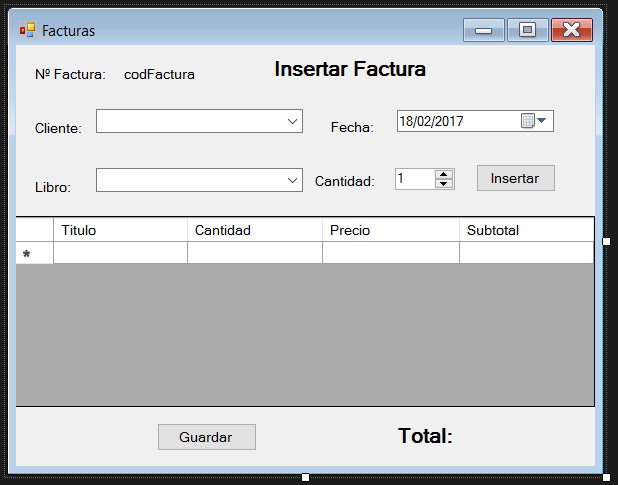 Facturas
Nº Factura: codFactura
Insertar Factura
Cliente:
Fecha: 18/02/2017
Libro:
Cantidad: 1 Insertar
Titulo Cantidad Precio Subtotal
*
Guardar
Total: